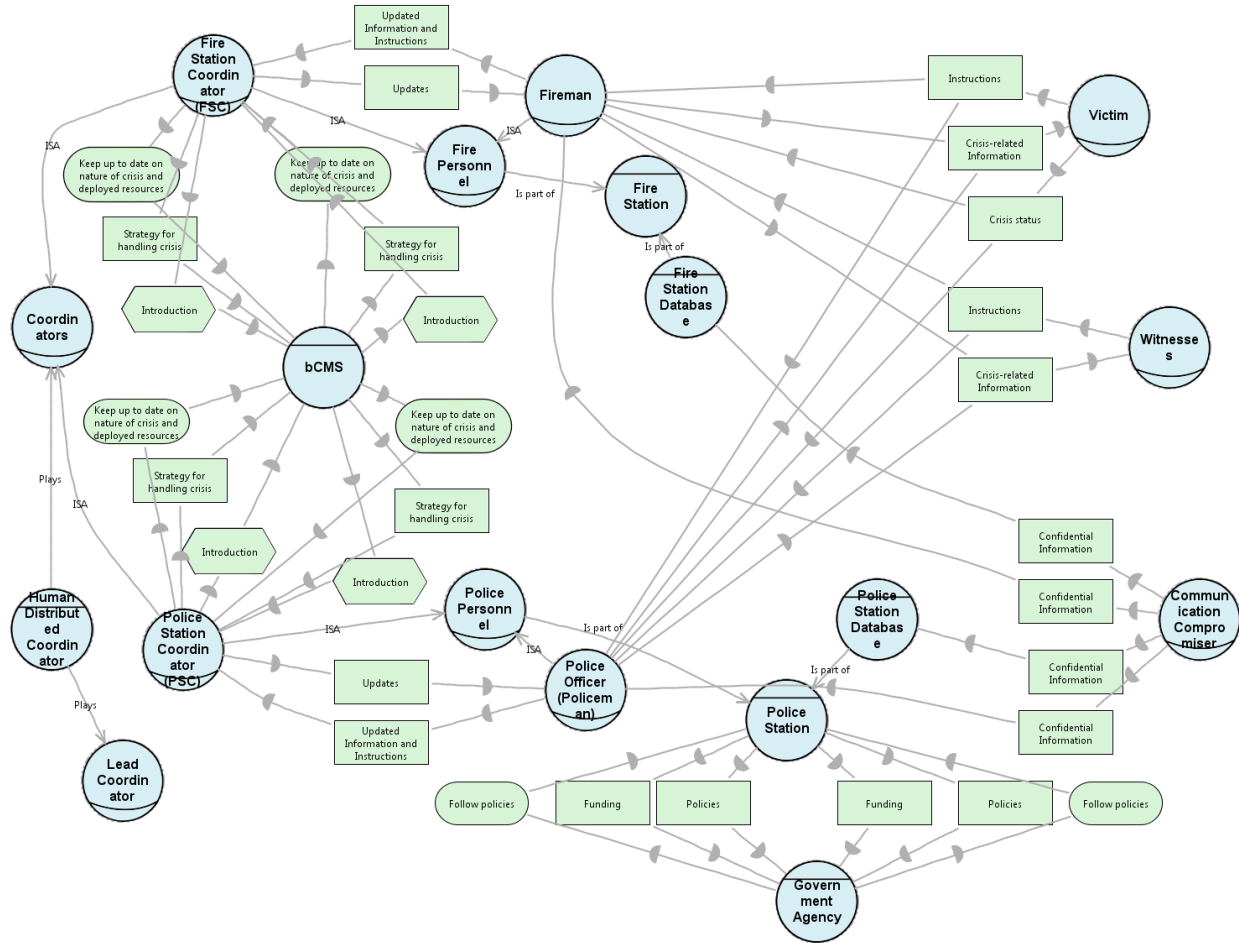 Updated
Information and
Instructions
Fire
Station
Coordin
ator
(FSC)
Updates
Fireman
Instructions
Victim
ISA
ISA
ISA
Fire
Personn
el
Crisis-related
Information
Keep up to date on
nature of crisis and
deployed resources
Keep up to date on
nature of crisis and
deployed resources
Is part of
Fire
Station
Crisis status
Strategy for
handling crisis
Strategy for
handling crisis
Is part of
Fire
Station
Databas
e
Introduction
Introduction
Instructions
Coordin
ators
bCMS
Witnesse
s
Crisis-related
Information
Keep up to date on
nature of crisis and
deployed resources
Keep up to date on
nature of crisis and
deployed resources
Plays
ISA
Strategy for
handling crisis
Strategy for
handling crisis
Introduction
Introduction
Confidential
Information
Confidential
Information
Human
Distribut
ed
Coordin
ator
Police
Station
Coordin
ator
(PSC)
ISA
Police
Personn
el
ISA
Is part of
Police
Station
Databas
e
Commun
ication
Compro
miser
Is part of
Confidential
Information
Confidential
Information
Updates
Updated
Information and
Instructions
Police
Officer
(Policem
an)
Police
Station
Plays
Lead
Coordin
ator
Follow policies
Funding
Policies
Funding
Policies
Follow policies
Govern
ment
Agency